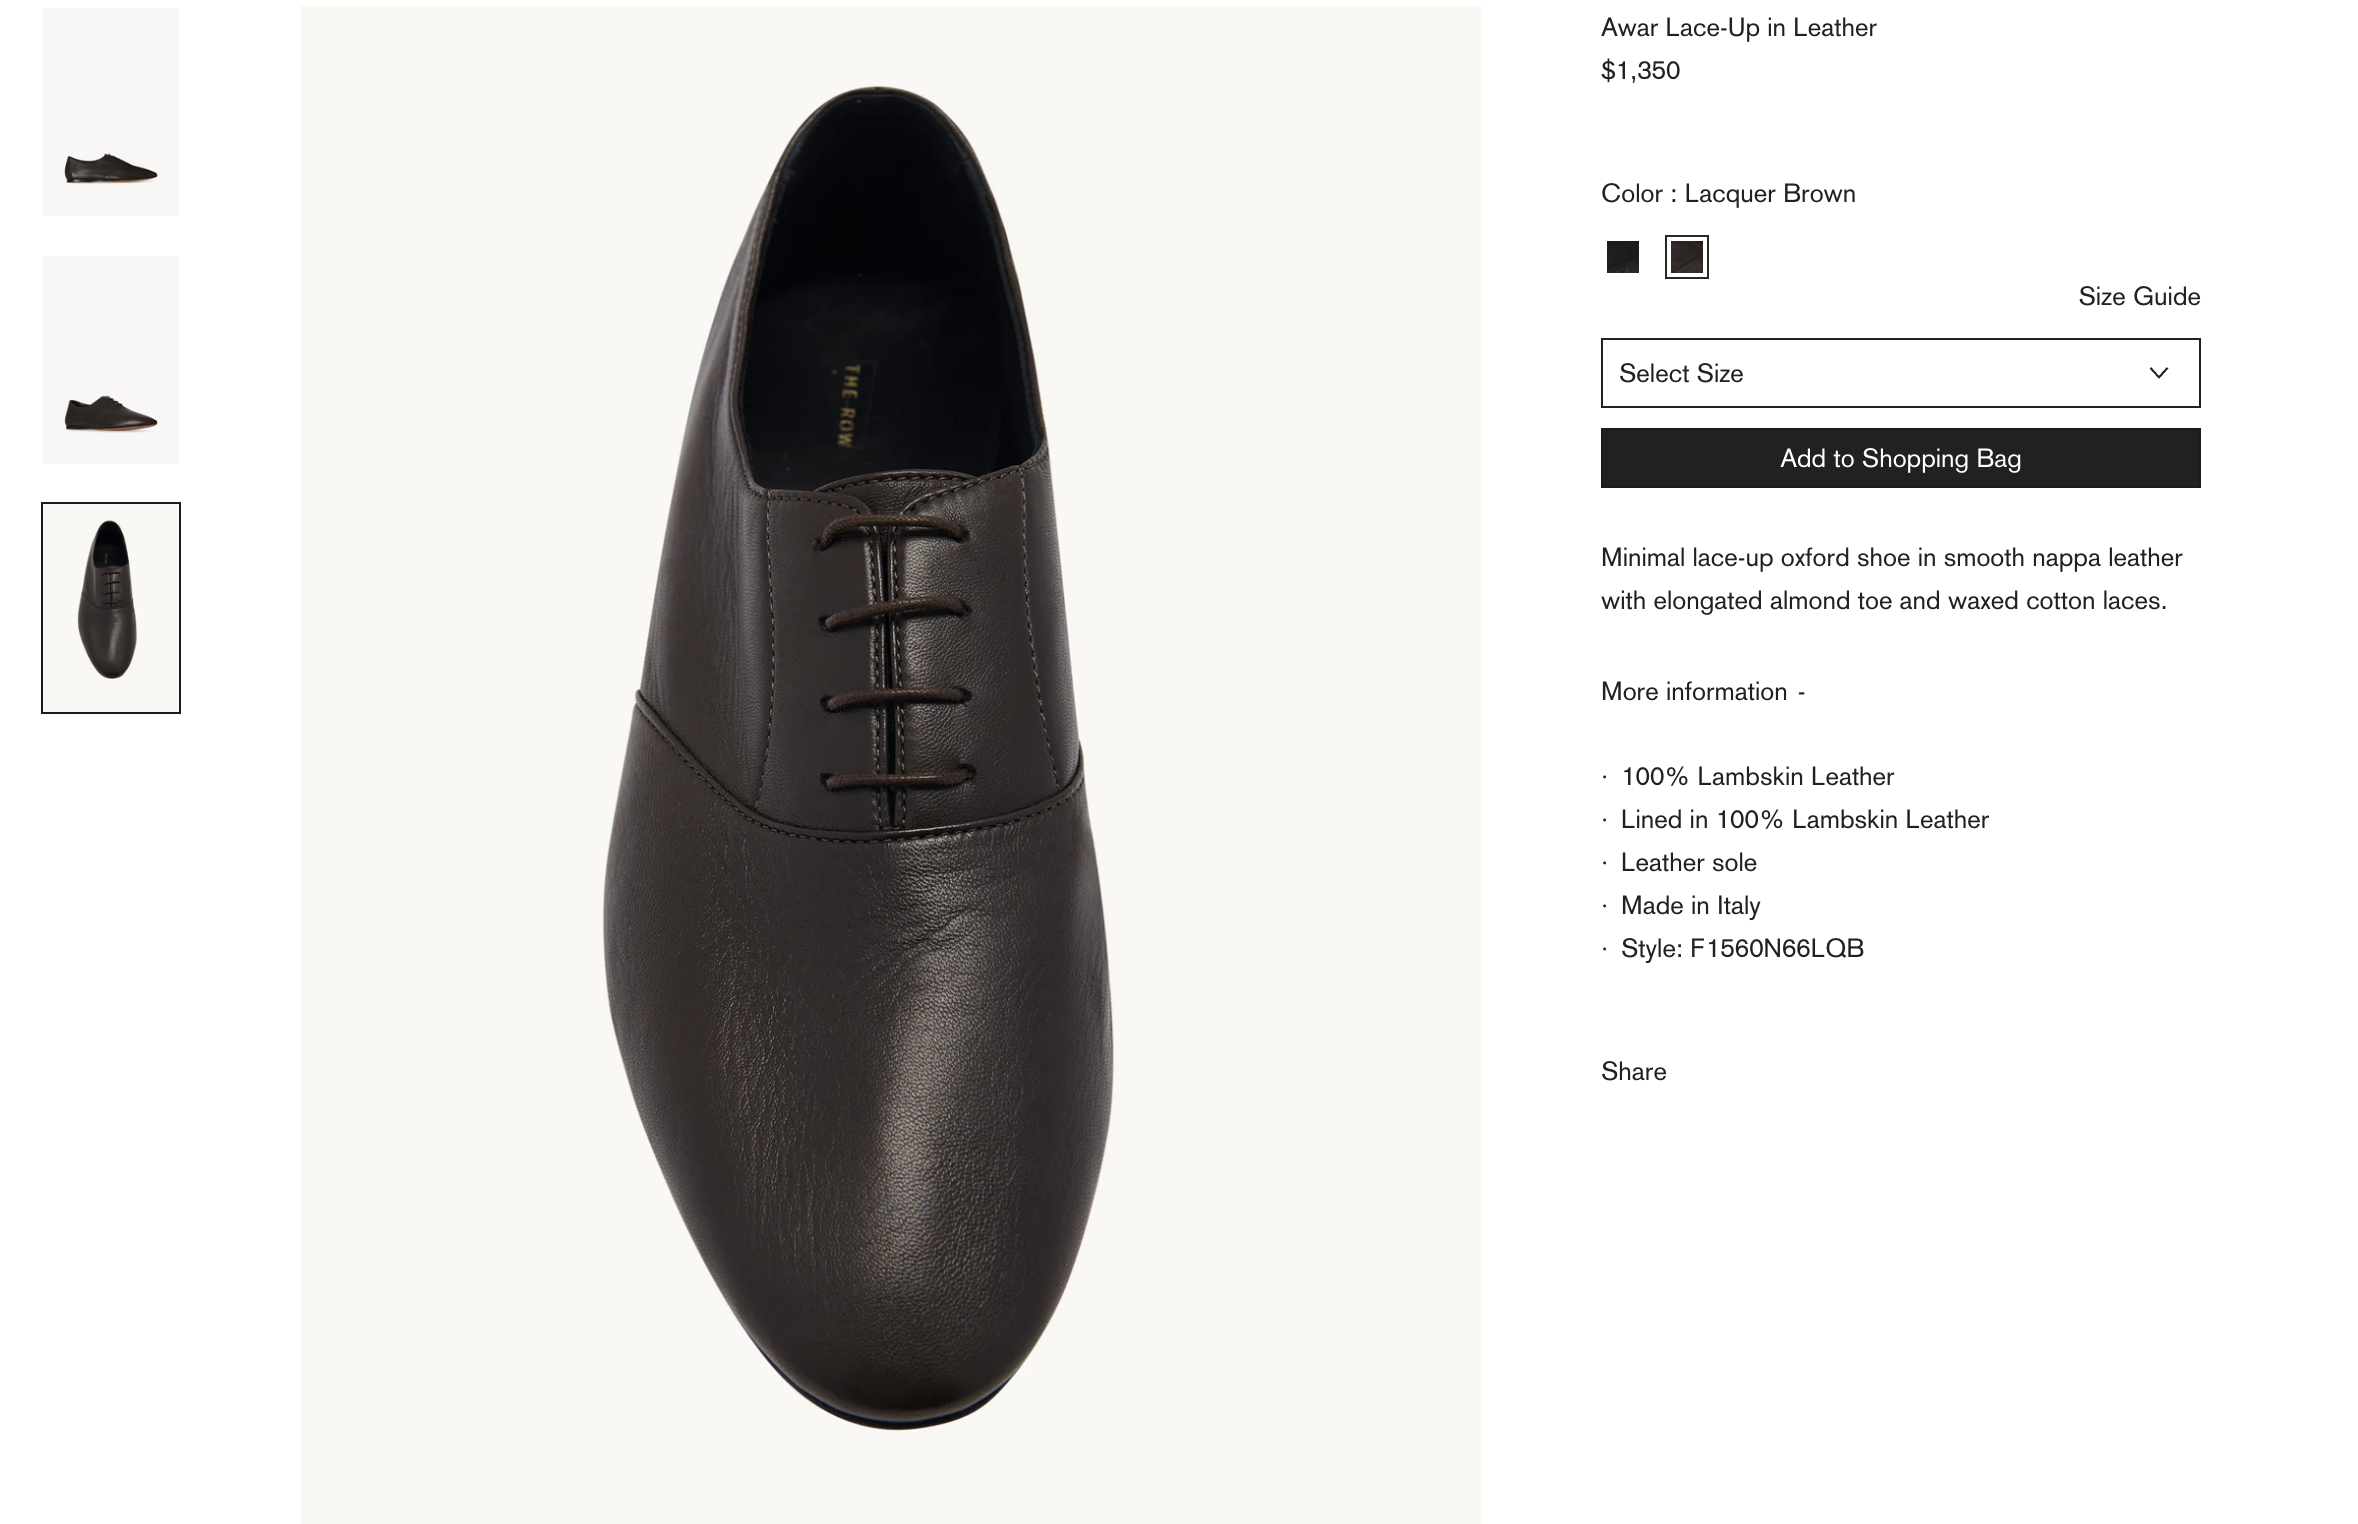 THE ROW
Awar Lace-Up in Leather
$1,350
Color : Lacquer Brown
Size Guide
Select Size
Add to Shopping Bag
Minimal lace-up oxford shoe in smooth nappa leather
with elongated almond toe and waxed cotton laces.
More information -
· 100% Lambskin Leather
· Lined in 100% Lambskin Leather
· Leather sole
· Made in Italy
· Style: F1560N66LQB
Share